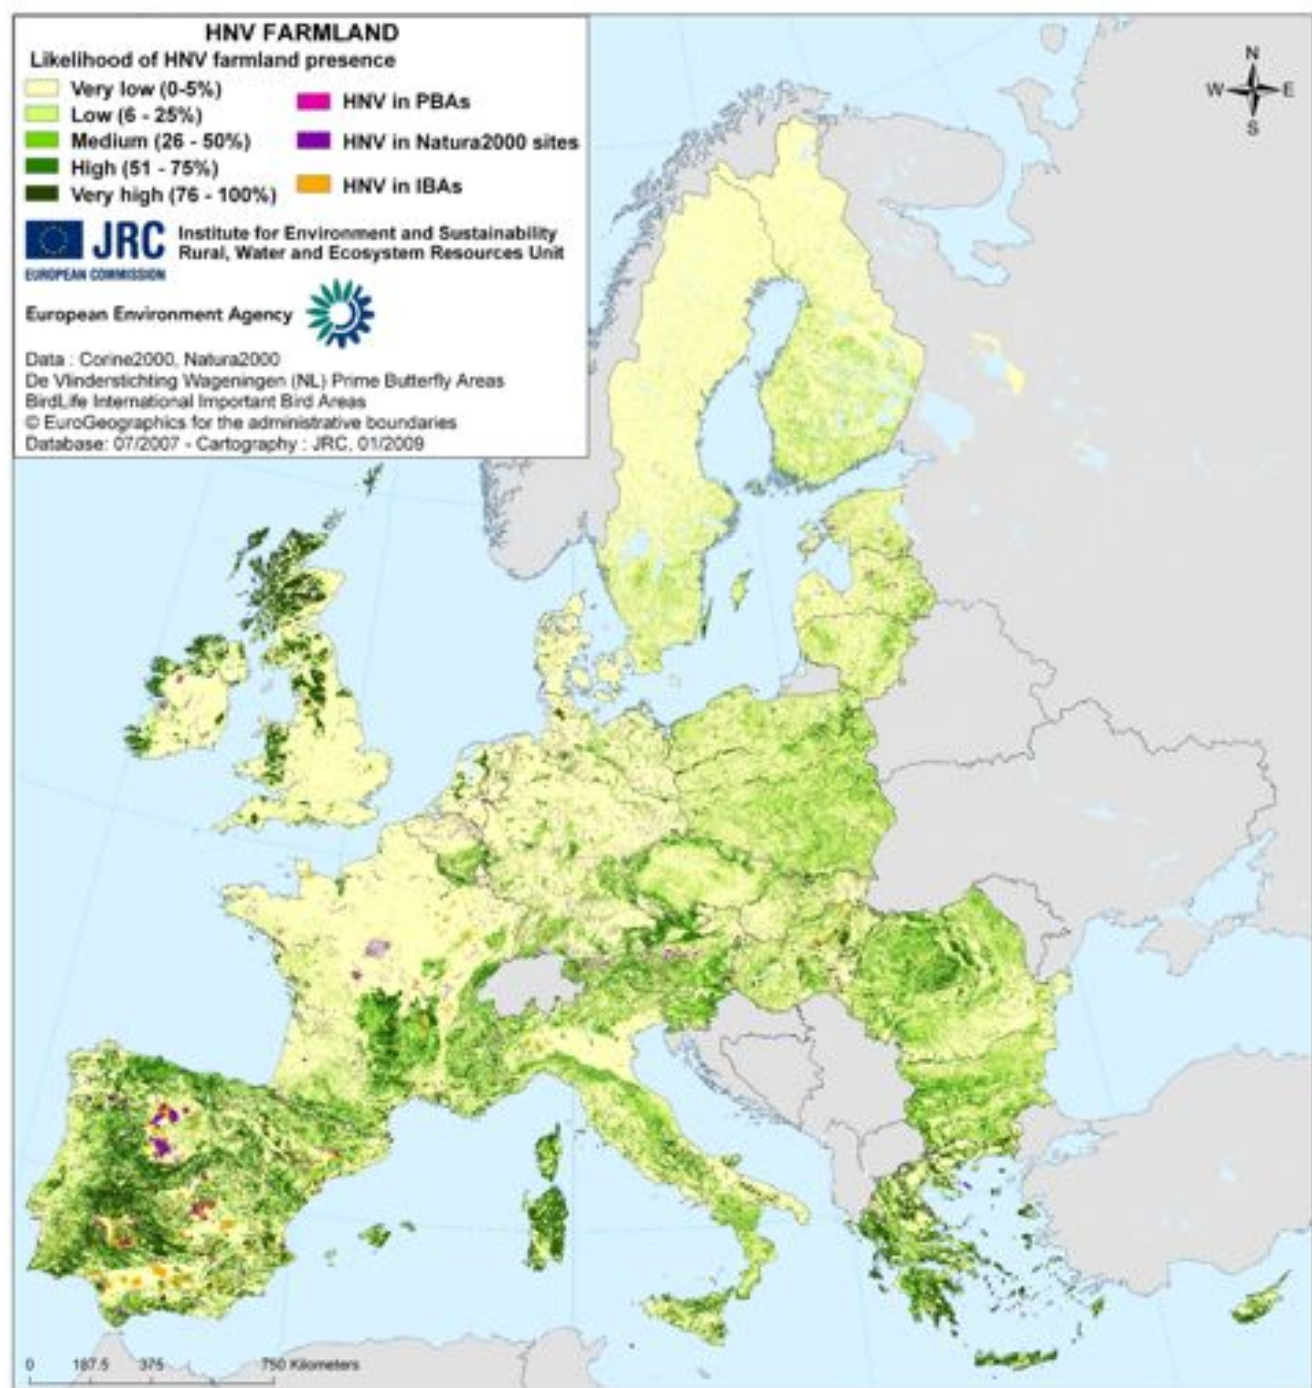 HNV FARMLAND
Likelihood of HNV farmland presence
Very low (0-5%)
Low (6 - 25%)
Medium (26 - 50%)
High (51 - 75%)
Very high (76 - 100%)
HNV in PBAs
HNV in Natura2000 sites
HNV in IBAs
JRC
EUROPEAN COMMISSION
Institute for Environment and Sustainability
Rural, Water and Ecosystem Resources Unit
European Environment Agency
Data : Corine2000, Natura2000
De Vlinderstichting Wageningen (NL) Prime Butterfly Areas
BirdLife International Important Bird Areas
© EuroGeographics for the administrative boundaries
Database: 07/2007 - Cartography : JRC, 01/2009
N
W E
S
0 187.5 375 750 Kilometers